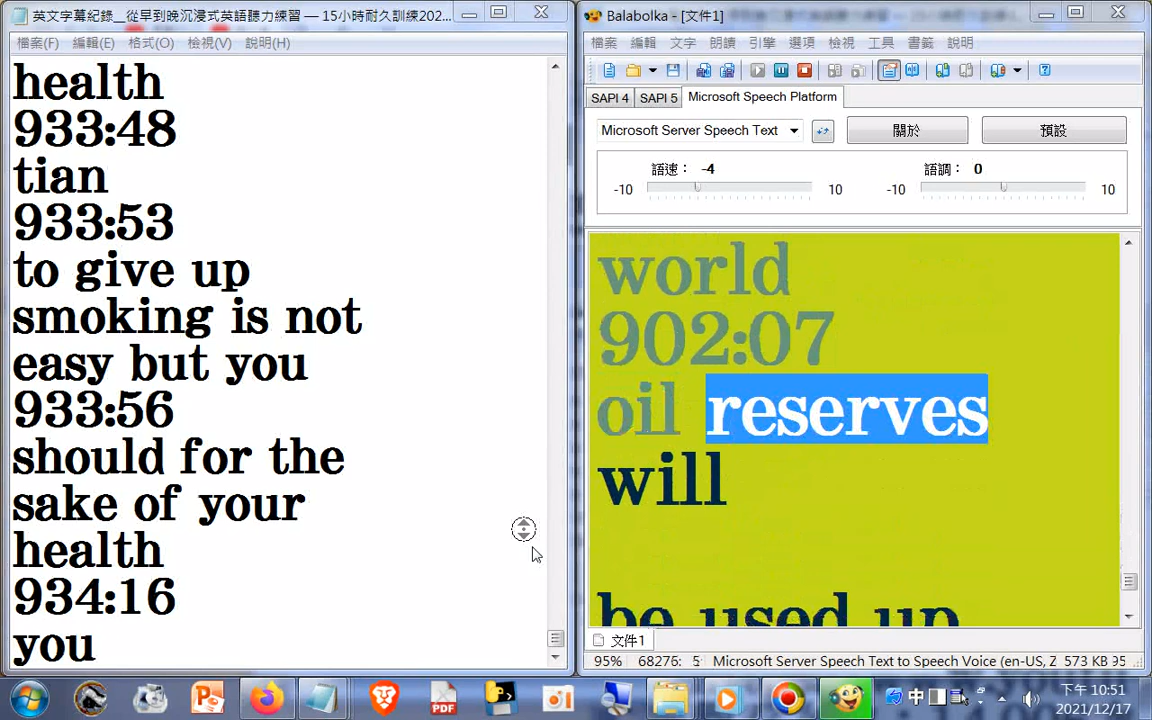 英文字幕紀錄__從早到晚沉浸式英語聽力練習 — 15小時耐久訓練202...
檔案(F) 編輯(E) 格式(O) 檢視(V) 說明(H)
health
933:48
tian
933:53
to give up
smoking is not
easy but you
933:56
should for the
sake of your
health
934:16
you
Balabolka - [文件1]
檔案 編輯 文字 朗讀 引擎 選項 檢視 工具 書籤 說明
SAPI 4 SAPI 5 Microsoft Speech Platform
Microsoft Server Speech Text 關於 預設
語速： -4 語調： 0
-10 10 -10 10
world
902:07
oil reserves
will
be used up
文件1
95% 68276: 5 Microsoft Server Speech Text to Speech Voice (en-US, Z 573 KB 95
PDF 中 下午 10:51
2021/12/17